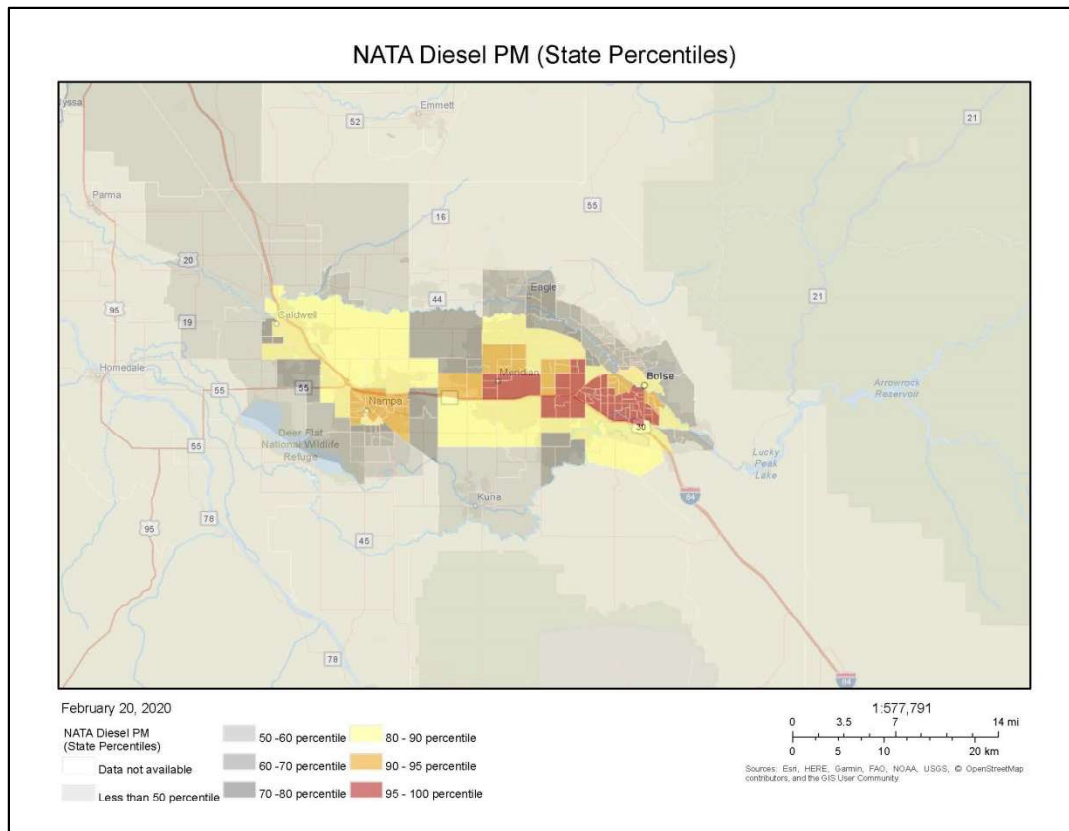 NATA Diesel PM (State Percentiles)
Emmett
52
21
Parma
55
16
20
95
44
Eagle
21
19
Caldwell
Homedale
55
55
Meridian
Boise
Arrowrock
Reservoir
Nampa
Deer Flat
National Wildlife
Refuge
30
55
Lucky
Peak
Lake
Kuna
84
78
95
45
78
84
February 20, 2020
NATA Diesel PM
(State Percentiles)
Data not available
Less than 50 percentile
50 -60 percentile
60 -70 percentile
70 -80 percentile
80 - 90 percentile
90 - 95 percentile
95 - 100 percentile
1:577,791
0 3.5 7 14 mi
0 5 10 20 km
Sources: Esri, HERE, Garmin, FAO, NOAA, USGS, © OpenStreetMap
contributors, and the GIS User Community